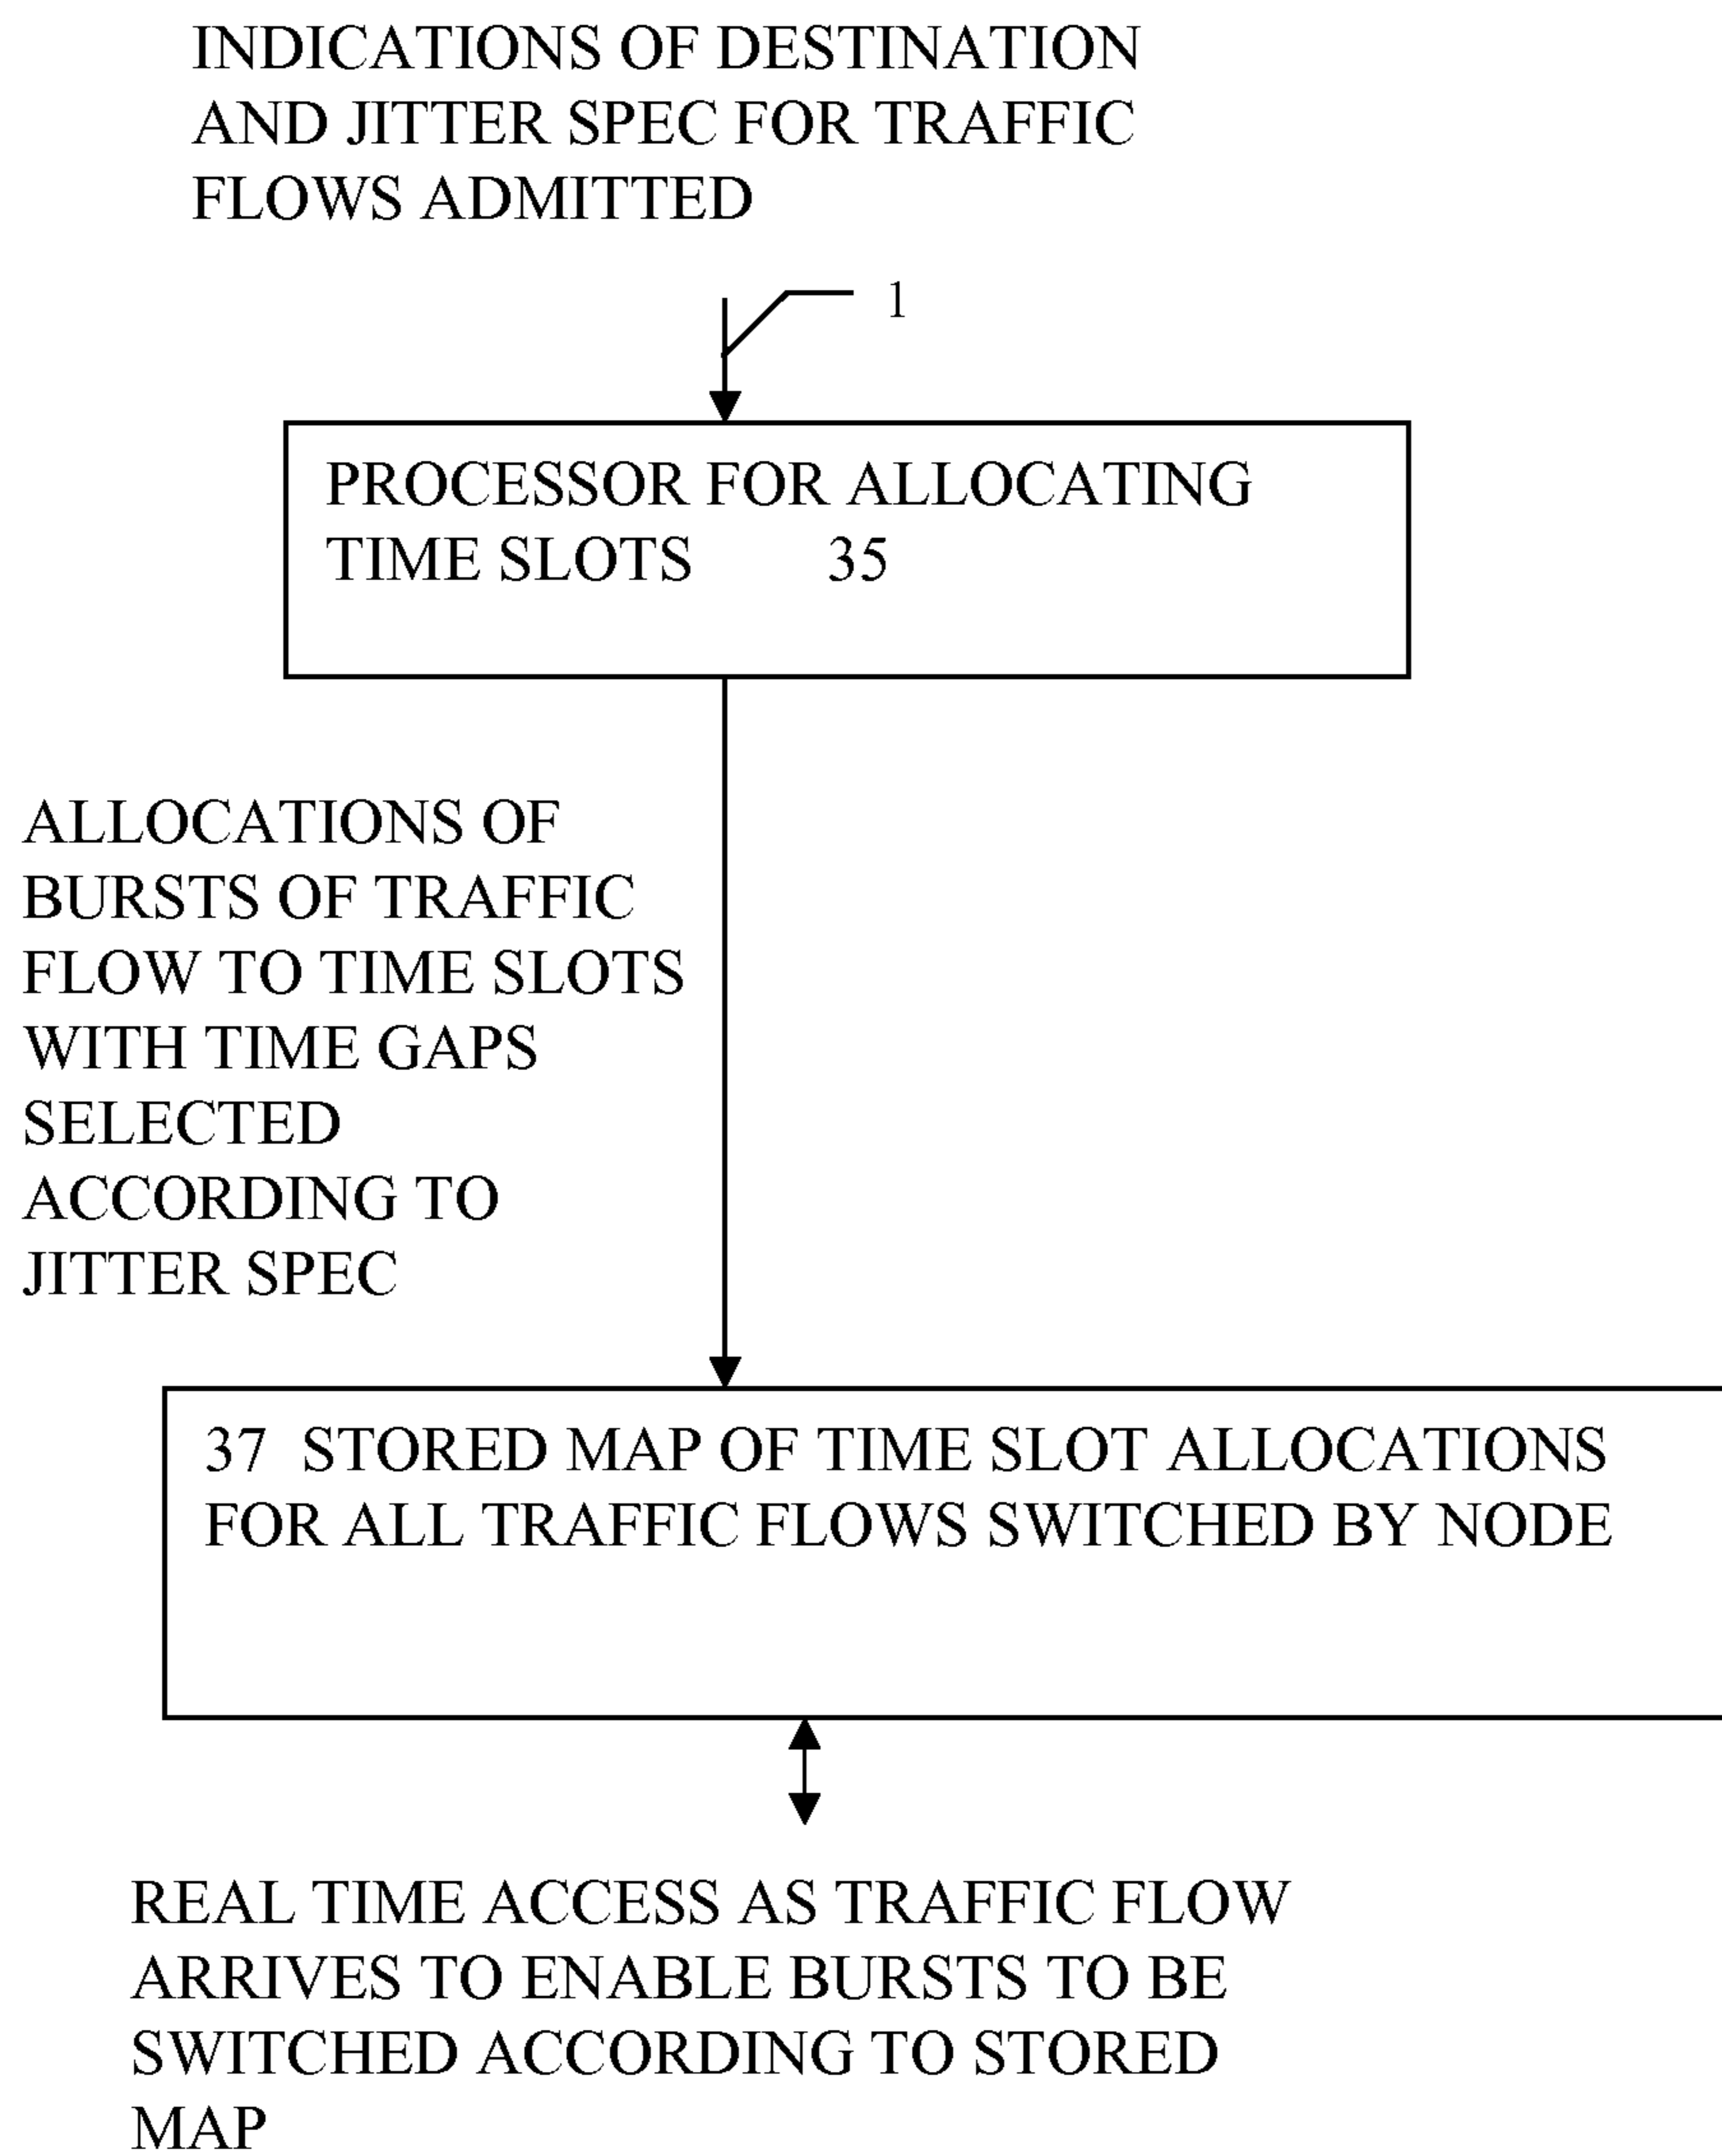 INDICATIONS OF DESTINATION
AND JITTER SPEC FOR TRAFFIC
FLOWS ADMITTED
1
PROCESSOR FOR ALLOCATING
TIME SLOTS 35
ALLOCATIONS OF
BURSTS OF TRAFFIC
FLOW TO TIME SLOTS
WITH TIME GAPS
SELECTED
ACCORDING TO
JITTER SPEC
37 STORED MAP OF TIME SLOT ALLOCATIONS
FOR ALL TRAFFIC FLOWS SWITCHED BY NODE
REAL TIME ACCESS AS TRAFFIC FLOW
ARRIVES TO ENABLE BURSTS TO BE
SWITCHED ACCORDING TO STORED
MAP